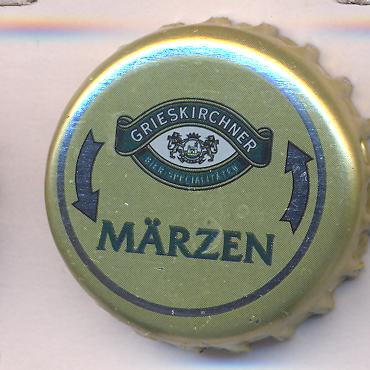 GRIESKIRCHNER
BIER-SPECIALITÄTEN
MÄRZEN